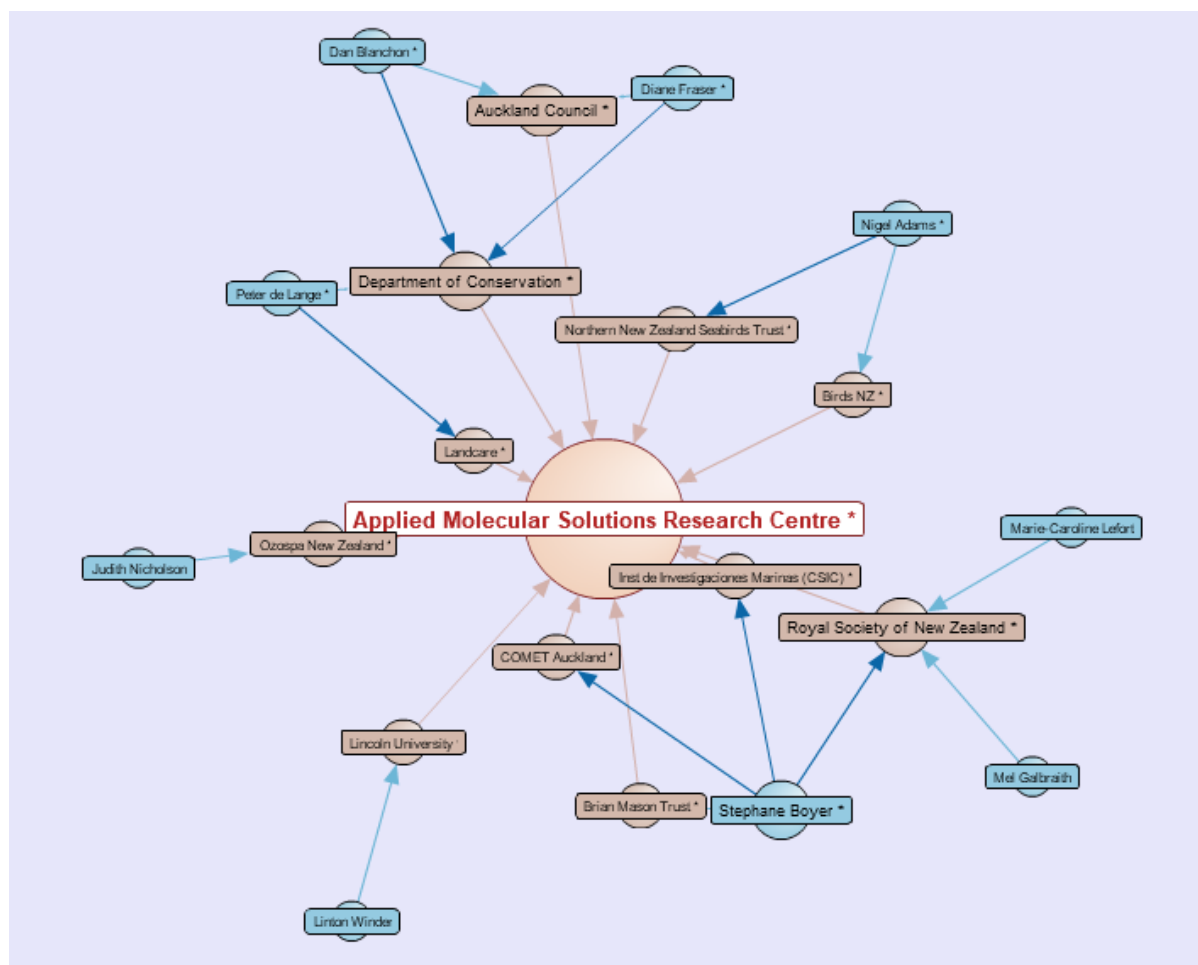 Dan Blanchon *
Diane Fraser *
Auckland Council *
Nigel Adams *
Department of Conservation *
Peter de Lange *
Northern New Zealand Seabirds Trust *
Birds NZ *
Landcare *
Applied Molecular Solutions Research Centre *
Marie-Caroline Lefort
Ozospa New Zealand *
Judith Nicholson
Inst de Investigaciones Marinas (CSIC) *
Royal Society of New Zealand *
COMET Auckland *
Lincoln University *
Mel Galbraith
Brian Mason Trust *
Stephane Boyer *
Linton Winder